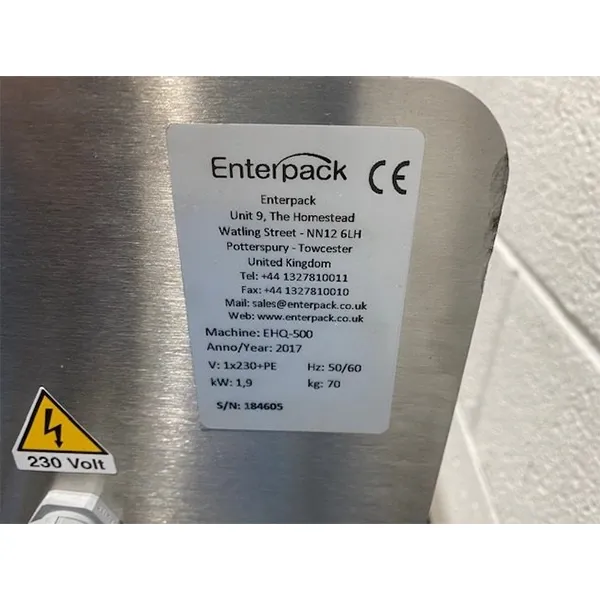 Enterpack CE
Enterpack
Unit 9, The Homestead
Watling Street - NN12 6LH
Potterspury - Towcester
United Kingdom
Tel: +44 1327810011
Fax: +44 1327810010
Mail: sales@enterpack.co.uk
Web: www.enterpack.co.uk
Machine: EHQ-500
Anno/Year: 2017
V: 1x230+PE Hz: 50/60
kW: 1,9 kg: 70
S/N: 184605
230 Volt